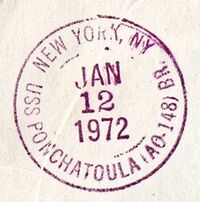 USS PONCHATOULA (AO-148) BR.
NEW YORK, NY
JAN
12
1972